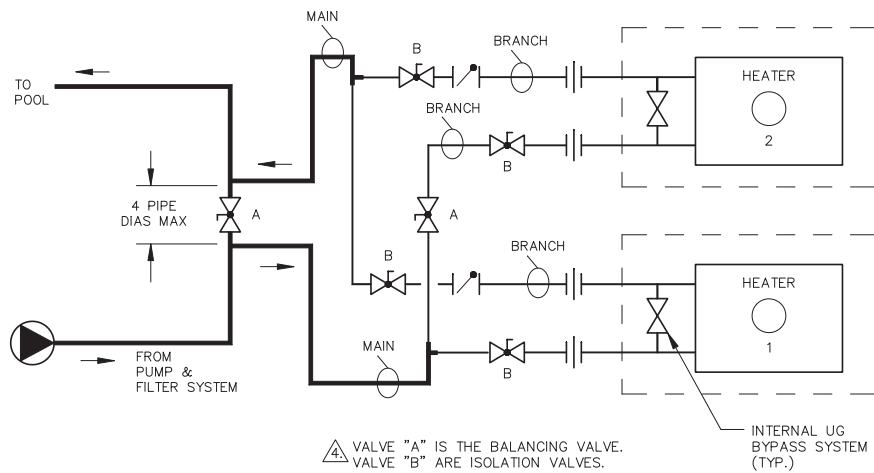 MAIN
B
BRANCH
TO
POOL
BRANCH
HEATER
2
B
4 PIPE
DIAS MAX
A
A
B
BRANCH
HEATER
1
FROM
PUMP &
FILTER SYSTEM
MAIN
B
INTERNAL UG
BYPASS SYSTEM
(TYP.)
4. VALVE "A" IS THE BALANCING VALVE.
VALVE "B" ARE ISOLATION VALVES.